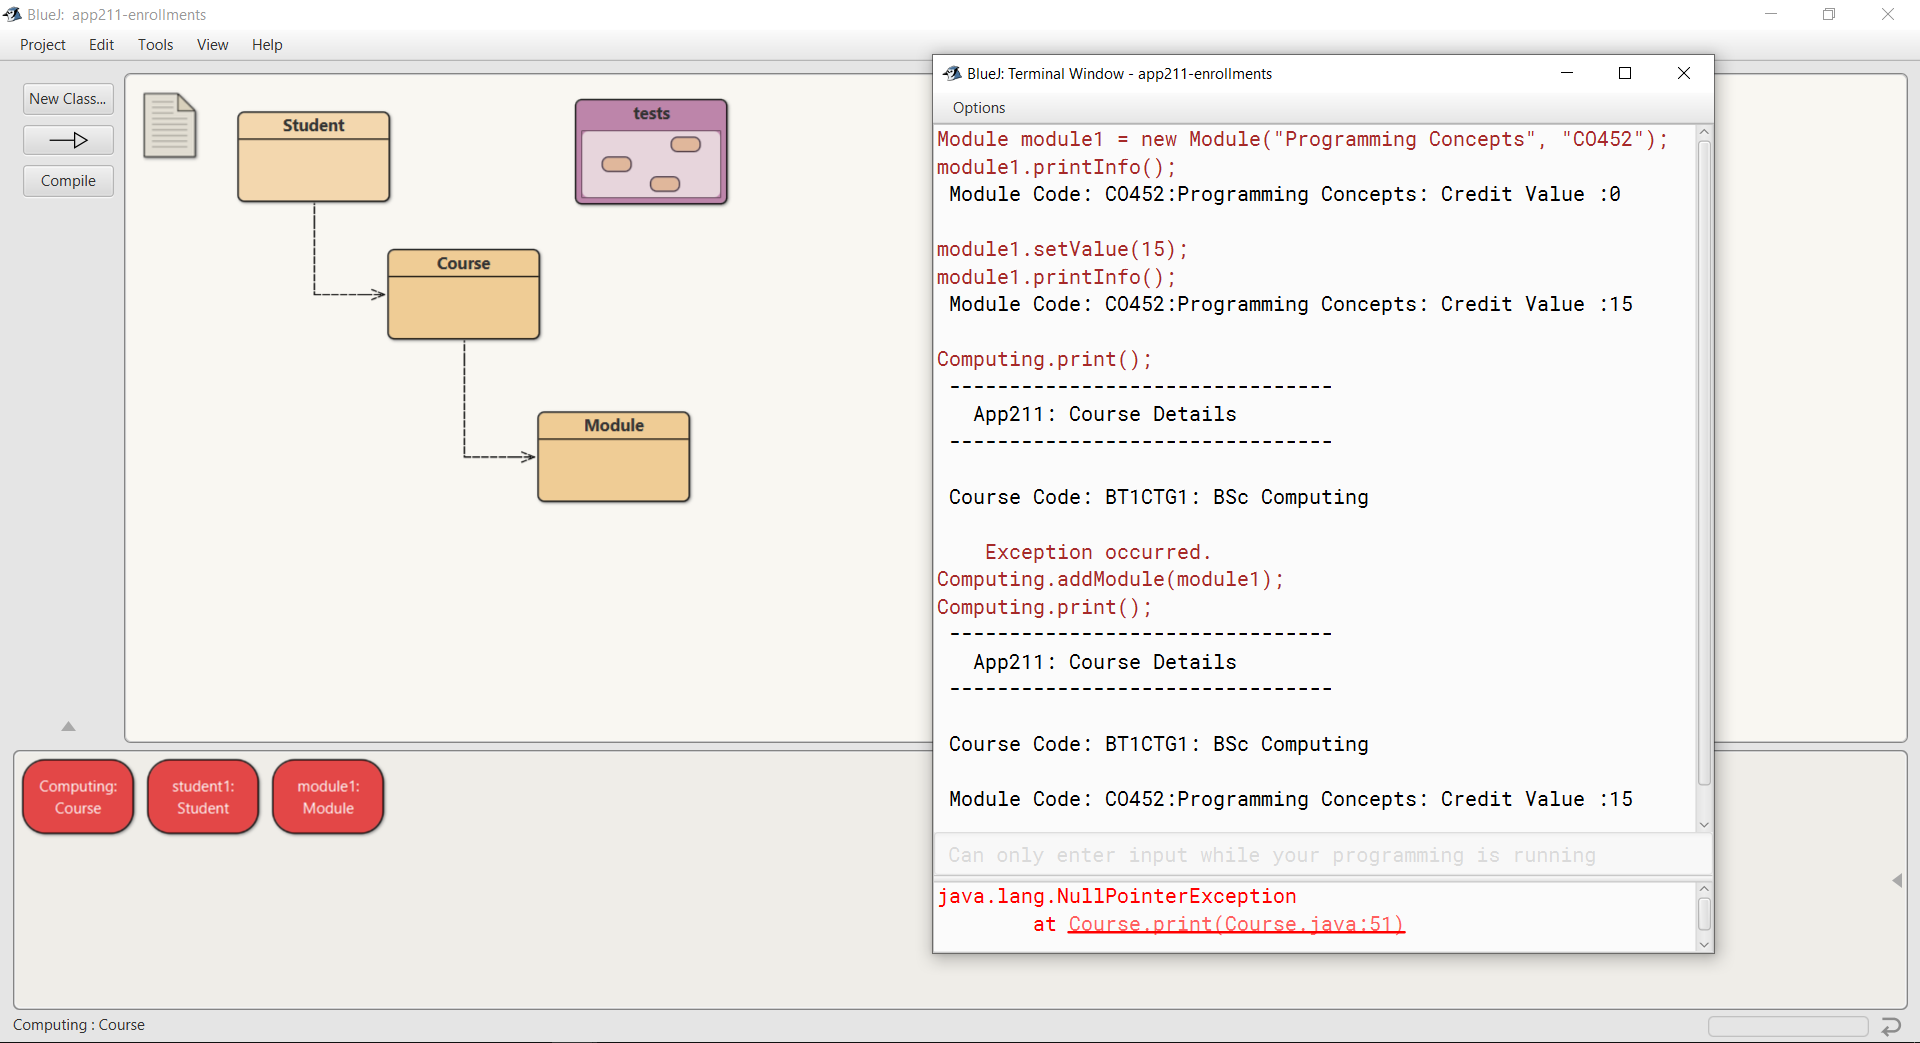 BlueJ: app211-enrollments
Project Edit Tools View Help
New Class...
Compile
Student
tests
Course
Module
BlueJ: Terminal Window - app211-enrollments
Options
Module module1 = new Module("Programming Concepts", "CO452");
module1.printInfo();
Module Code: CO452:Programming Concepts: Credit Value :0
module1.setValue(15);
module1.printInfo();
Module Code: CO452:Programming Concepts: Credit Value :15
Computing.print();
--------------------------------
App211: Course Details
--------------------------------
Course Code: BT1CTG1: BSc Computing
Exception occurred.
Computing.addModule(module1);
Computing.print();
--------------------------------
App211: Course Details
--------------------------------
Course Code: BT1CTG1: BSc Computing
Module Code: CO452:Programming Concepts: Credit Value :15
Can only enter input while your programming is running
java.lang.NullPointerException
at Course.print(Course.java:51)
Computing:
Course
student1:
Student
module1:
Module
Computing : Course